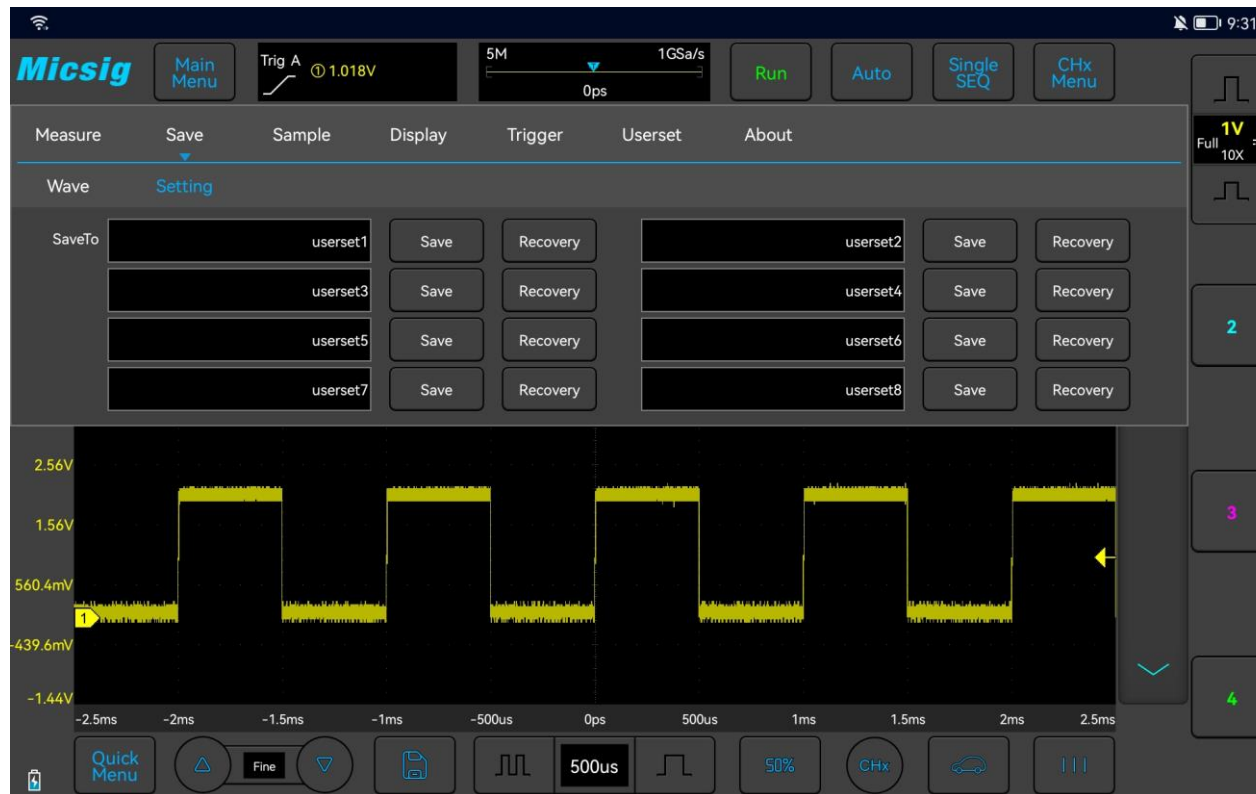 9:31
Micsig
Main Menu
Trig A ① 1.018V
5M 1GSa/s
T
0ps
Run
Auto
Single SEQ
CHx Menu
Measure Save Sample Display Trigger Userset About
Wave Setting
SaveTo userset1 Save Recovery userset2 Save Recovery
userset3 Save Recovery userset4 Save Recovery
userset5 Save Recovery userset6 Save Recovery
userset7 Save Recovery userset8 Save Recovery
1V
Full
10X
2
3
4
2.56V
1.56V
560.4mV
1
-439.6mV
-1.44V
-2.5ms -2ms -1.5ms -1ms -500us 0ps 500us 1ms 1.5ms 2ms 2.5ms
Quick Menu
Fine
500us
50%
CHx